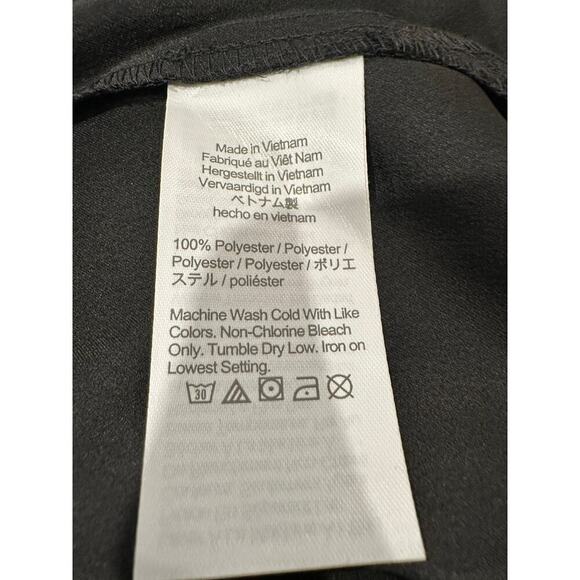 Made in Vietnam
Fabriqué au Viêt Nam
Hergestellt in Vietnam
Vervaardigd in Vietnam
ベトナム製
hecho en vietnam
100% Polyester / Polyester /
Polyester / Polyester / ポリエ
ステル / poliéster
Machine Wash Cold With Like
Colors. Non-Chlorine Bleach
Only. Tumble Dry Low. Iron on
Lowest Setting.
30